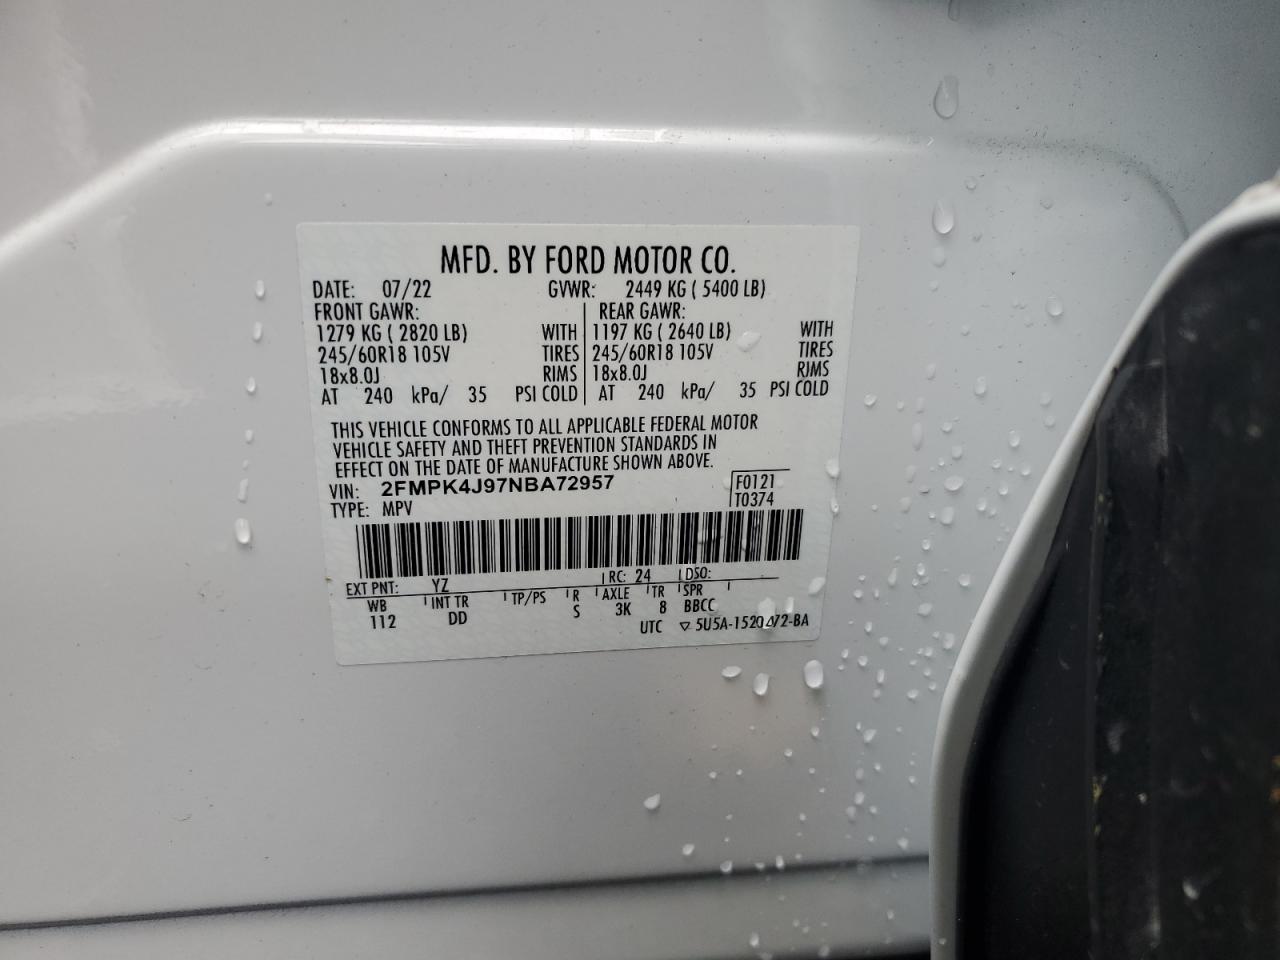 MFD. BY FORD MOTOR CO.
DATE: 07/22 GVWR: 2449 KG ( 5400 LB)
FRONT GAWR: REAR GAWR:
1279 KG ( 2820 LB) WITH 1197 KG ( 2640 LB) WITH
245/60R18 105V TIRES 245/60R18 105V TIRES
18x8.0J RIMS 18x8.0J RIMS
AT 240 kPa/ 35 PSI COLD AT 240 kPa/ 35 PSI COLD
THIS VEHICLE CONFORMS TO ALL APPLICABLE FEDERAL MOTOR
VEHICLE SAFETY AND THEFT PREVENTION STANDARDS IN
EFFECT ON THE DATE OF MANUFACTURE SHOWN ABOVE.
VIN: 2FMPK4J97NBA72957 F0121
TYPE: MPV T0374
EXT PNT: YZ RC: 24 DSO:
WB INT TR TP/PS R AXLE TR SPR
112 DD S 3K 8 BBCC
UTC ▽ 5U5A-1520472-BA